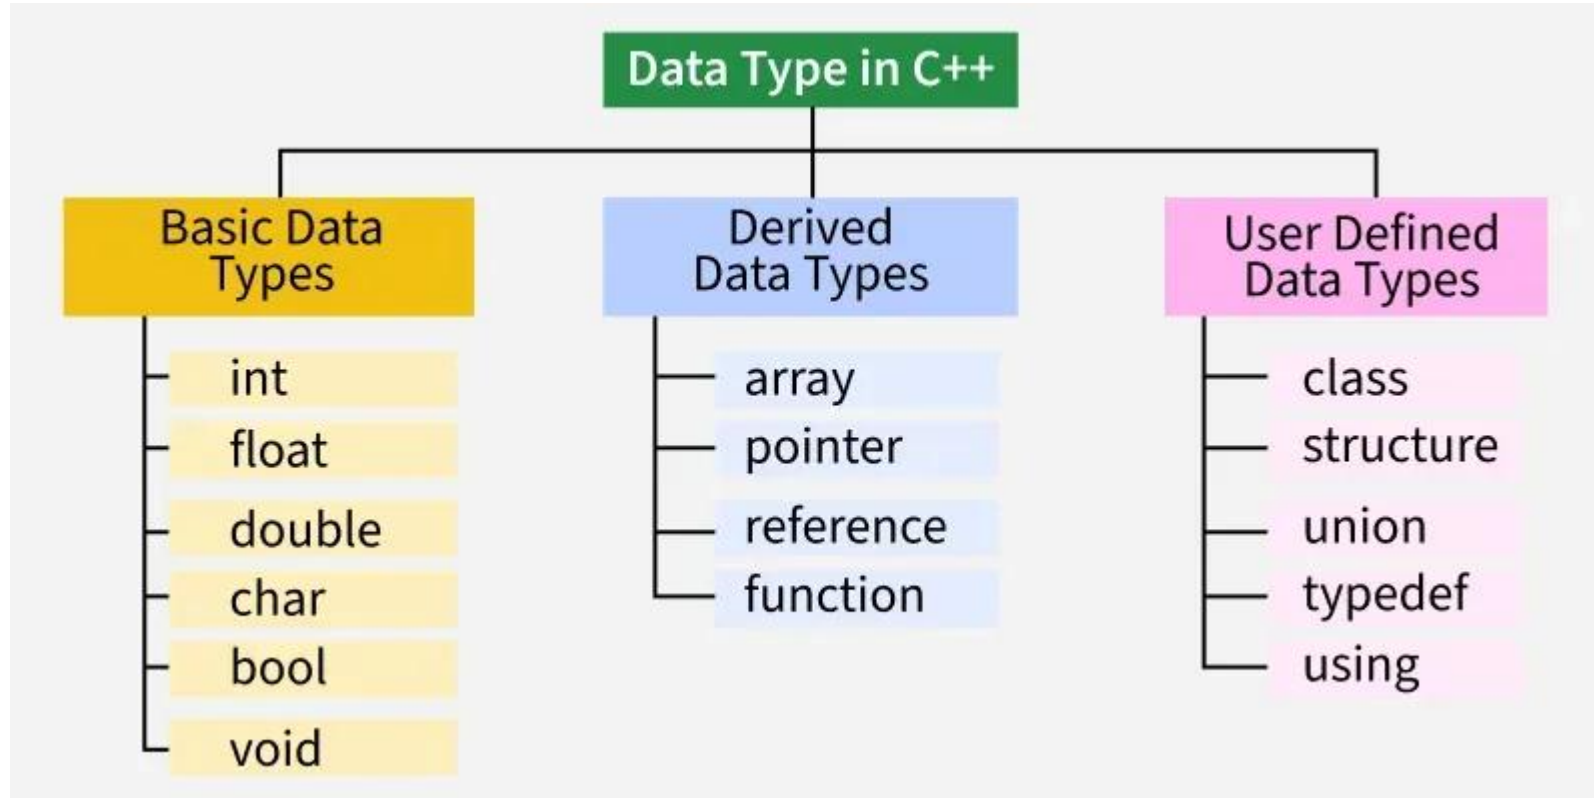 Data Type in C++
Basic Data
Types
int
float
double
char
bool
void
Derived
Data Types
array
pointer
reference
function
User Defined
Data Types
class
structure
union
typedef
using